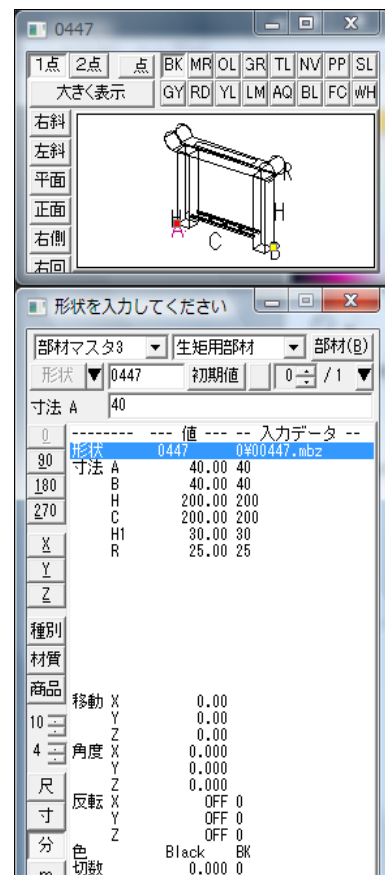 0447
1点 2点 点 BK MR OL GR TL NV PP SL
大きく表示 GY RD YL LM AQ BL FC WH
右斜
左斜
平面
正面
右側
右回
R
H H
A
C B
形状を入力してください
部材マスタ3 生矩用部材 部材(B)
形状 0447 初期値 0 / 1
寸法 A 40
0 -------- --- 値 --- -- 入力データ --
形状 0447 0¥00447.mbz
90 寸法 A 40.00 40
B 40.00 40
180 H 200.00 200
270 C 200.00 200
H1 30.00 30
X R 25.00 25
Y
Z
種別
材質
商品
移動 X 0.00
10 Y 0.00
Z 0.00
4 角度 X 0.000
Y 0.000
尺 Z 0.000
反転 X OFF 0
寸 Y OFF 0
Z OFF 0
分 色 Black BK
m 切数 0.000 0